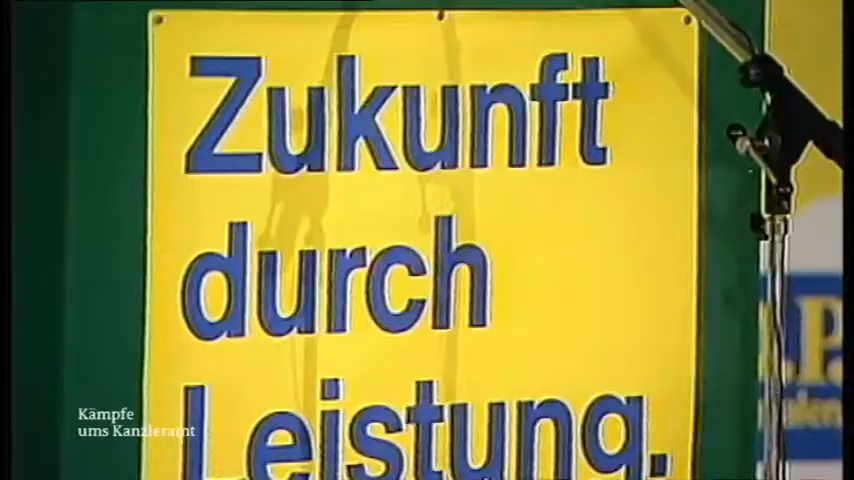 Zukunft
durch
Leistung.
.P.
Kämpfe
ums Kanzleramt